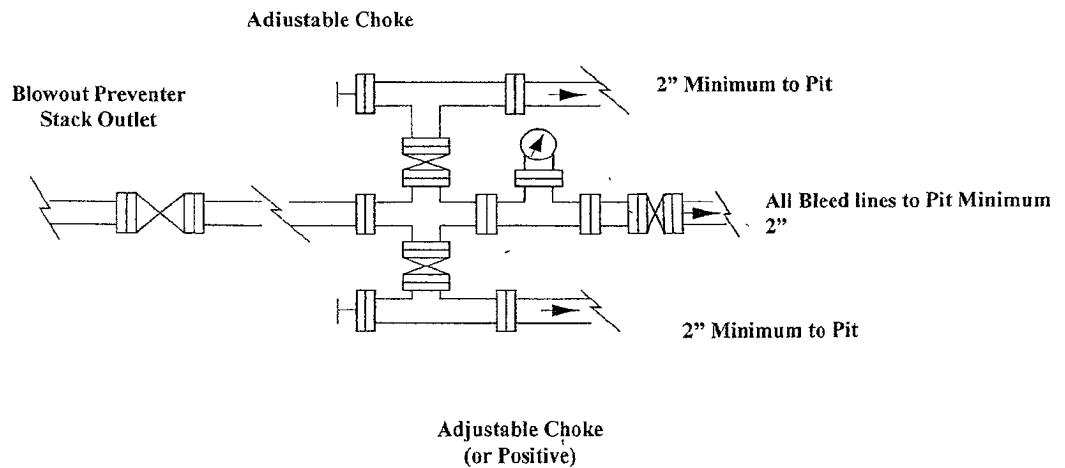 Adiustable Choke
2" Minimum to Pit
Blowout Preventer
Stack Outlet
All Bleed lines to Pit Minimum
2"
2" Minimum to Pit
Adjustable Choke
(or Positive)